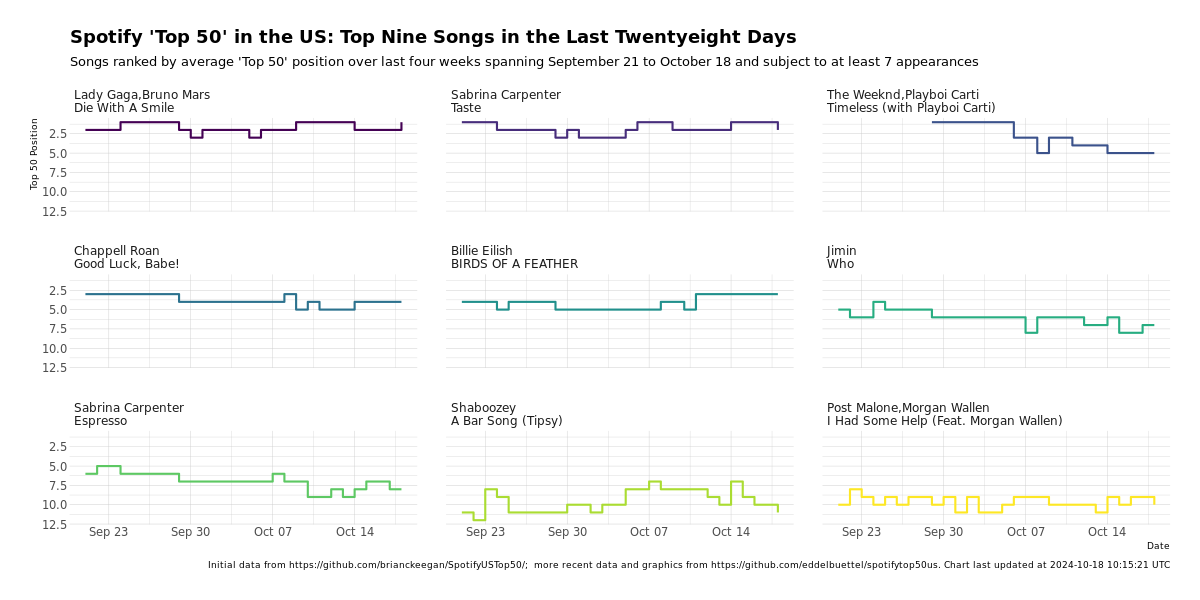 Spotify 'Top 50' in the US: Top Nine Songs in the Last Twentyeight Days
Songs ranked by average 'Top 50' position over last four weeks spanning September 21 to October 18 and subject to at least 7 appearances
Lady Gaga,Bruno Mars
Die With A Smile
Sabrina Carpenter
Taste
The Weeknd,Playboi Carti
Timeless (with Playboi Carti)
Top 50 Position
2.5
5.0
7.5
10.0
12.5
Chappell Roan
Good Luck, Babe!
Billie Eilish
BIRDS OF A FEATHER
Jimin
Who
2.5
5.0
7.5
10.0
12.5
Sabrina Carpenter
Espresso
Shaboozey
A Bar Song (Tipsy)
Post Malone,Morgan Wallen
I Had Some Help (Feat. Morgan Wallen)
2.5
5.0
7.5
10.0
12.5
Sep 23 Sep 30 Oct 07 Oct 14
Sep 23 Sep 30 Oct 07 Oct 14
Sep 23 Sep 30 Oct 07 Oct 14
Date
Initial data from https://github.com/brianckeegan/SpotifyUSTop50/;  more recent data and graphics from https://github.com/eddelbuettel/spotifytop50us. Chart last updated at 2024-10-18 10:15:21 UTC